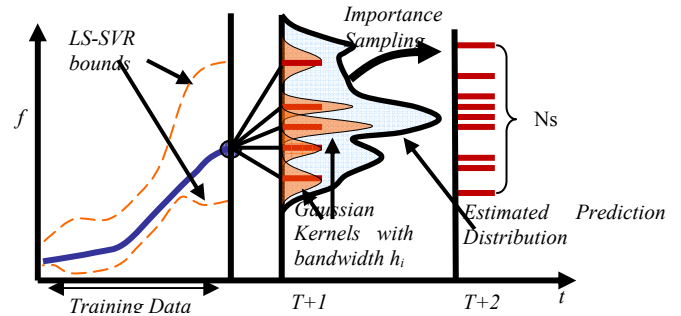 Importance
Sampling
LS-SVR
bounds
f
Ns
Gaussian
Kernels with
bandwidth hi
Estimated Prediction
Distribution
Training Data
T+1
T+2
t